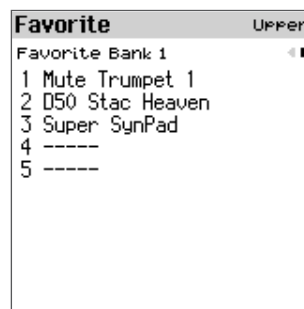 Favorite Upper
Favorite Bank 1
1 Mute Trumpet 1
2 D50 Stac Heaven
3 Super SynPad
4 -----
5 -----